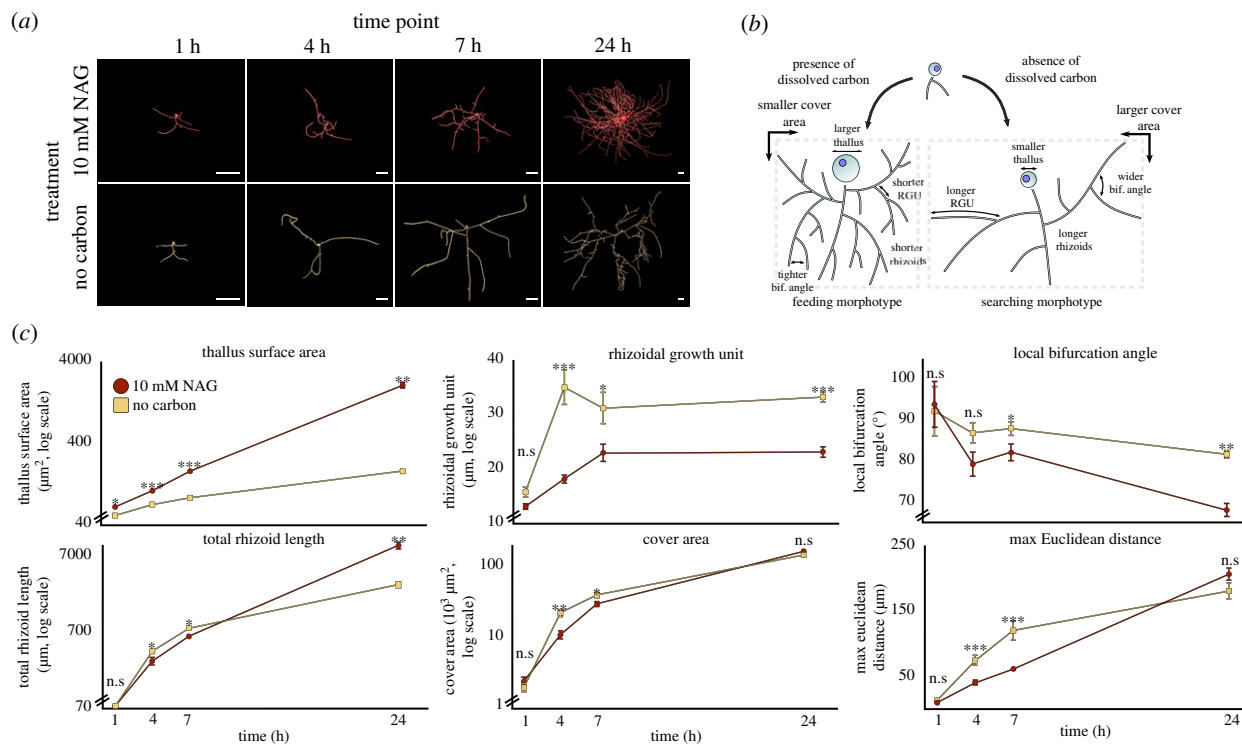 (a)
time point
1 h 4 h 7 h 24 h
treatment
10 mM NAG
no carbon
(b)
presence of
dissolved carbon
absence of
dissolved carbon
smaller cover
area
larger cover
area
larger
thallus
shorter
RGU
shorter
rhizoids
tighter
bif. angle
smaller
thallus
wider
bif. angle
longer
RGU
longer
rhizoids
feeding morphotype
searching morphotype
(c)
thallus surface area
thallus surface area
(µm², log scale)
4000
400
40
10 mM NAG
no carbon
*
***
***
**
rhizoidal growth unit
rhizoidal growth unit
(µm, log scale)
40
30
20
10
n.s
***
*
***
local bifurcation angle
local bifurcation
angle (°)
100
90
80
70
n.s
n.s
*
**
total rhizoid length
total rhizoid length
(µm, log scale)
7000
700
70
n.s
*
*
**
1 4 7 24
time (h)
cover area
cover area (10³ µm²,
log scale)
100
10
1
n.s
**
*
n.s
1 4 7 24
time (h)
max Euclidean distance
max euclidean
distance (µm)
250
150
50
n.s
***
***
n.s
1 4 7 24
time (h)